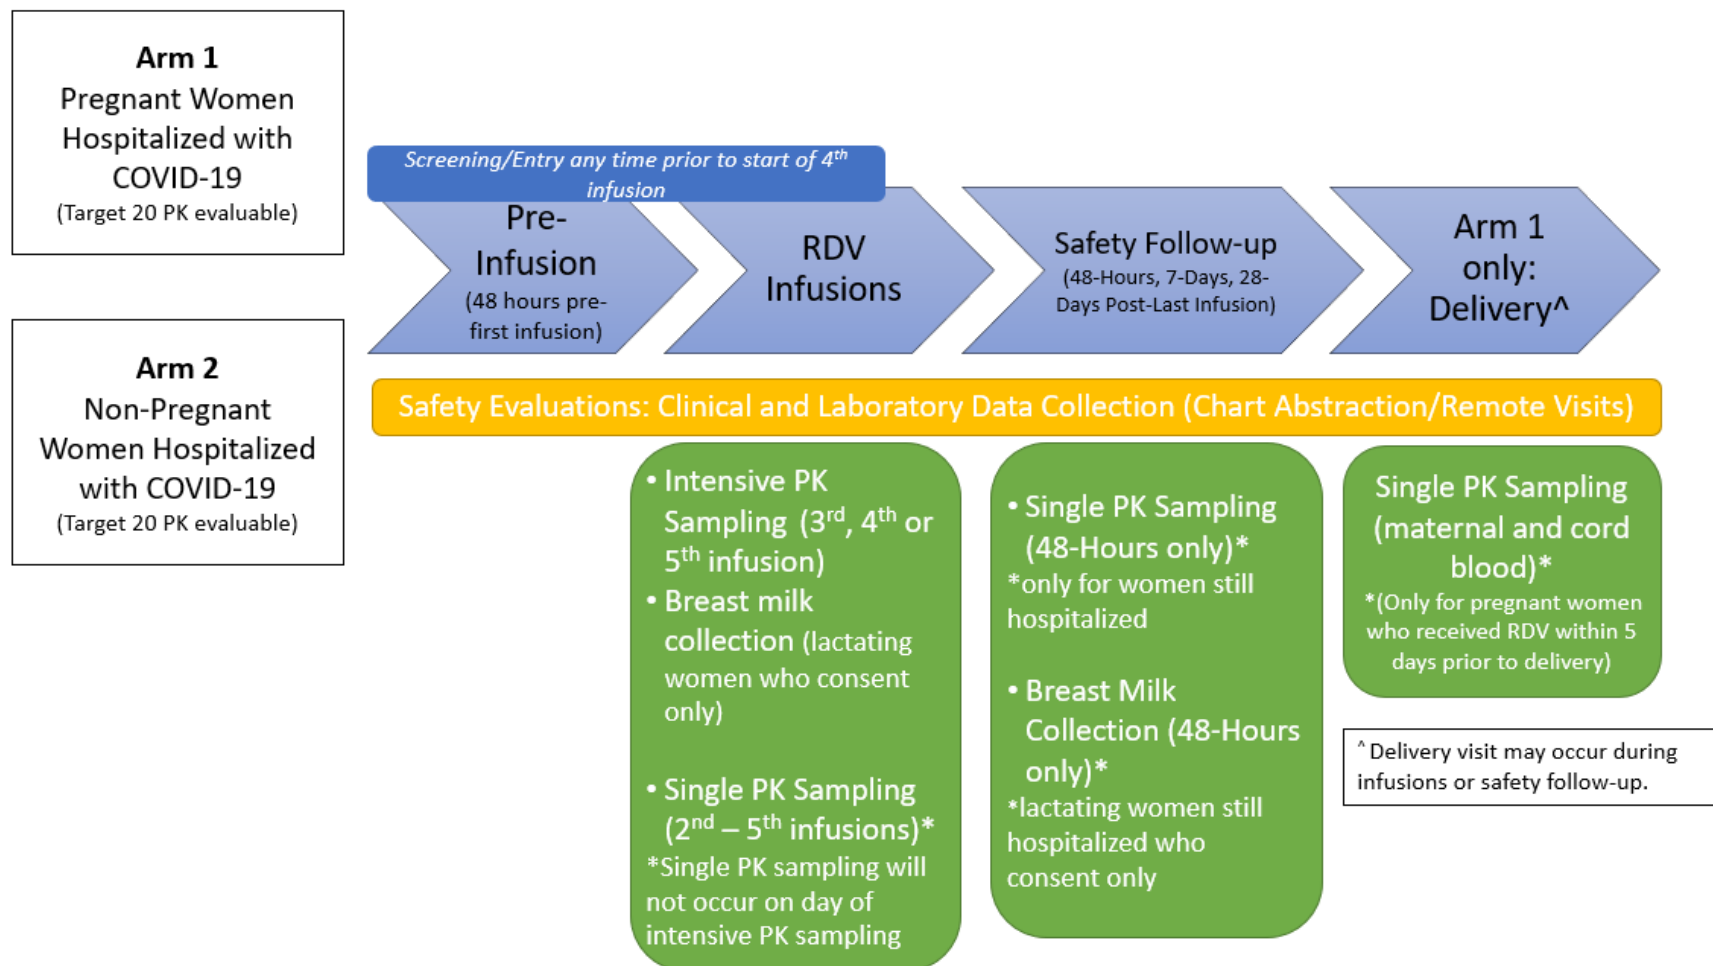 Arm 1
Pregnant Women
Hospitalized with
COVID-19
(Target 20 PK evaluable)
Arm 2
Non-Pregnant
Women Hospitalized
with COVID-19
(Target 20 PK evaluable)
Screening/Entry any time prior to start of 4th
infusion
Pre-
Infusion
(48 hours pre-
first infusion)
RDV
Infusions
Safety Follow-up
(48-Hours, 7-Days, 28-
Days Post-Last Infusion)
Arm 1
only:
Delivery^
Safety Evaluations: Clinical and Laboratory Data Collection (Chart Abstraction/Remote Visits)
• Intensive PK
Sampling (3rd, 4th or
5th infusion)
• Breast milk
collection (lactating
women who consent
only)
• Single PK Sampling
(2nd – 5th infusions)*
*Single PK sampling will
not occur on day of
intensive PK sampling
• Single PK Sampling
(48-Hours only)*
*only for women still
hospitalized
• Breast Milk
Collection (48-Hours
only)*
*lactating women still
hospitalized who
consent only
Single PK Sampling
(maternal and cord
blood)*
*(Only for pregnant women
who received RDV within 5
days prior to delivery)
^ Delivery visit may occur during
infusions or safety follow-up.